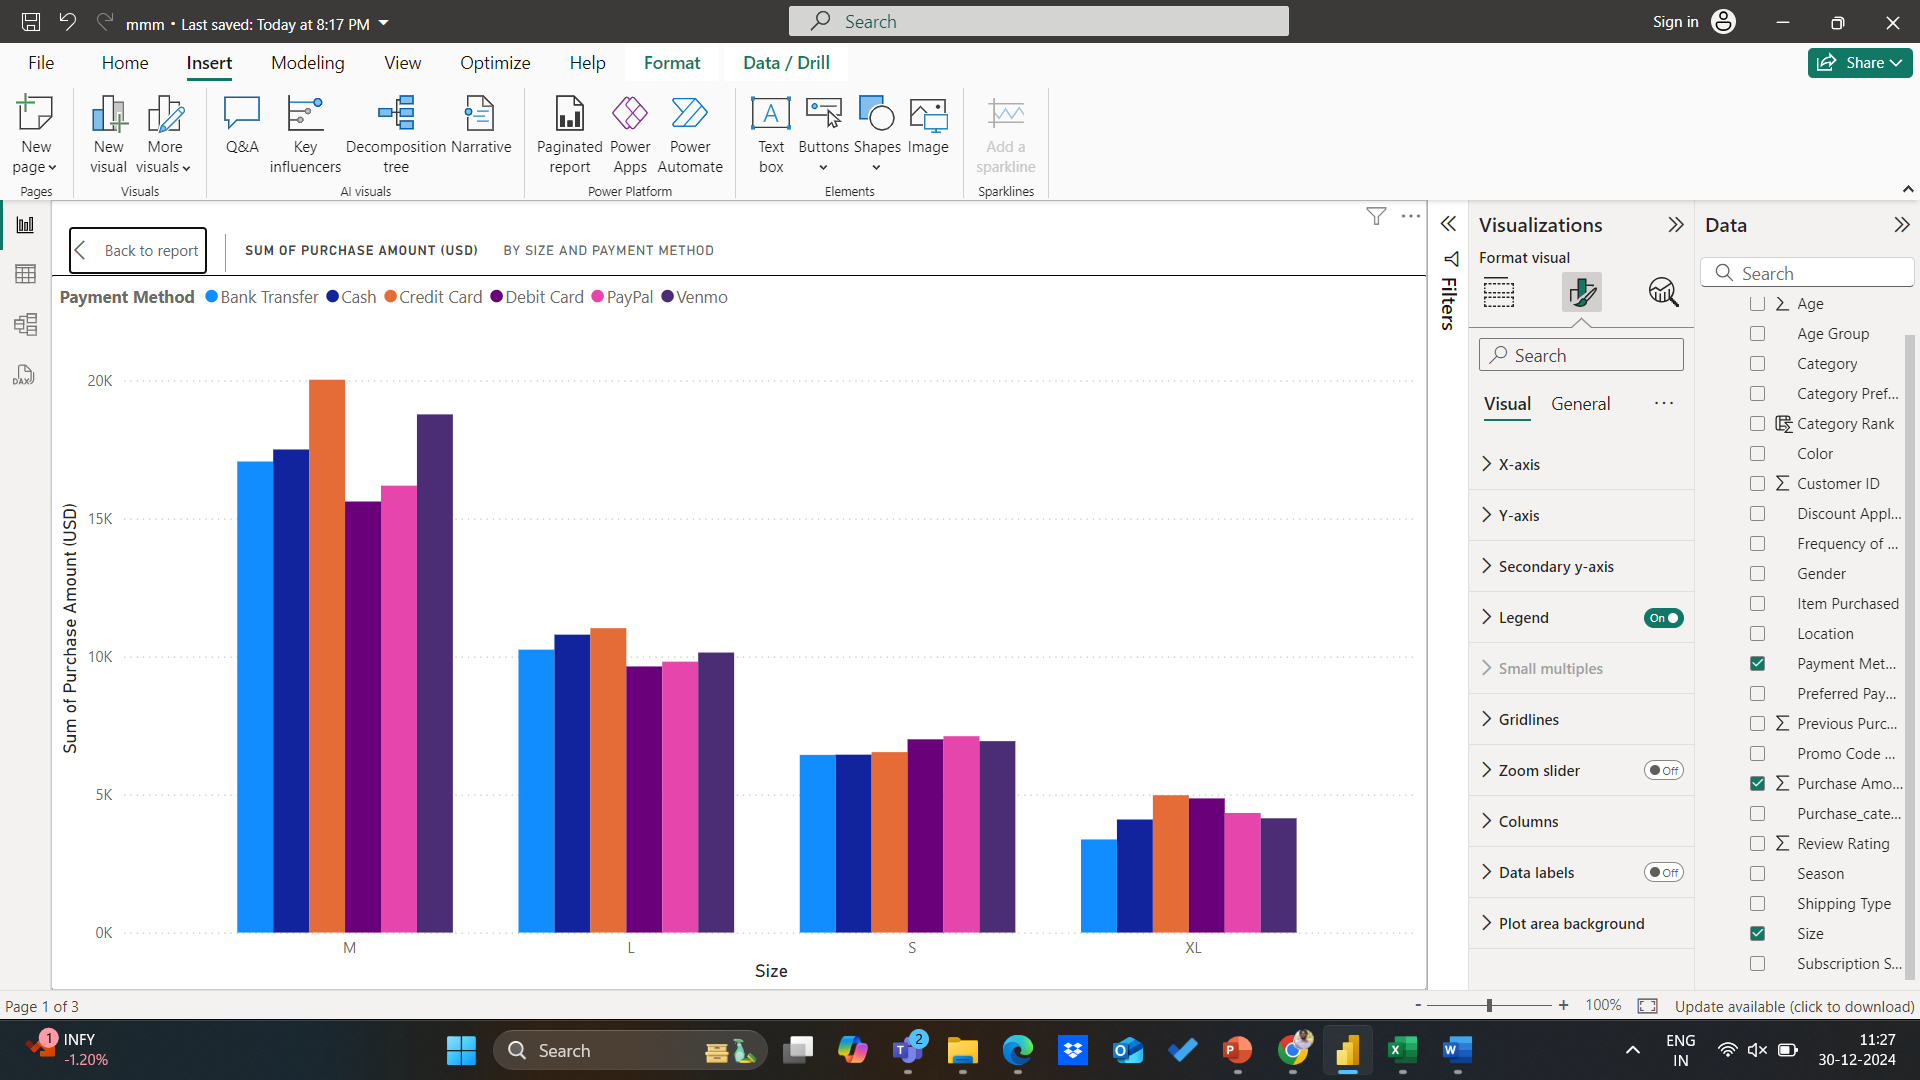 mmm • Last saved: Today at 8:17 PM
Search
Sign in
File Home Insert Modeling View Optimize Help Format Data / Drill
Share
New page
New visual
More visuals
Q&A
Key influencers
Decomposition tree
Narrative
Paginated report
Power Apps
Power Automate
Text box
Buttons
Shapes
Image
Add a sparkline
Pages
Visuals
AI visuals
Power Platform
Elements
Sparklines
Back to report
SUM OF PURCHASE AMOUNT (USD) BY SIZE AND PAYMENT METHOD
Payment Method Bank Transfer Cash Credit Card Debit Card PayPal Venmo
Sum of Purchase Amount (USD)
20K
15K
10K
5K
0K
M L S XL
Size
DAX
Filters
Visualizations
Format visual
Search
Visual General
X-axis
Y-axis
Secondary y-axis
Legend On
Small multiples
Gridlines
Zoom slider Off
Columns
Data labels Off
Plot area background
Data
Search
Age
Age Group
Category
Category Pref...
Category Rank
Color
Customer ID
Discount Appl...
Frequency of ...
Gender
Item Purchased
Location
Payment Met...
Preferred Pay...
Previous Purc...
Promo Code ...
Purchase Amo...
Purchase_cate...
Review Rating
Season
Shipping Type
Size
Subscription S...
Page 1 of 3
- + 100%
Update available (click to download)
1
INFY
-1.20%
Search
2
ENG
IN
11:27
30-12-2024